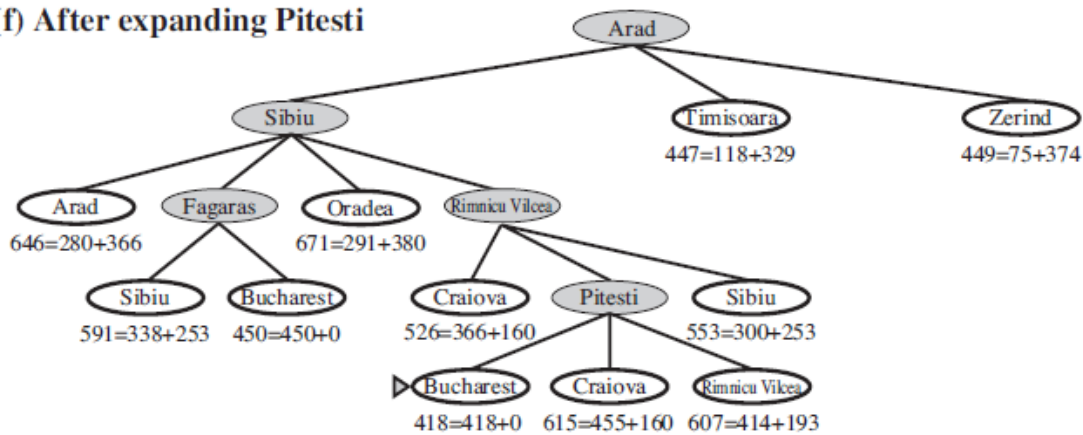 (f) After expanding Pitesti
Arad
Sibiu
Timisoara
Zerind
447=118+329
449=75+374
Arad
Fagaras
Oradea
Rimnicu Vilcea
646=280+366
671=291+380
Sibiu
Bucharest
Craiova
Pitesti
Sibiu
591=338+253
450=450+0
526=366+160
553=300+253
Bucharest
Craiova
Rimnicu Vilcea
418=418+0
615=455+160
607=414+193